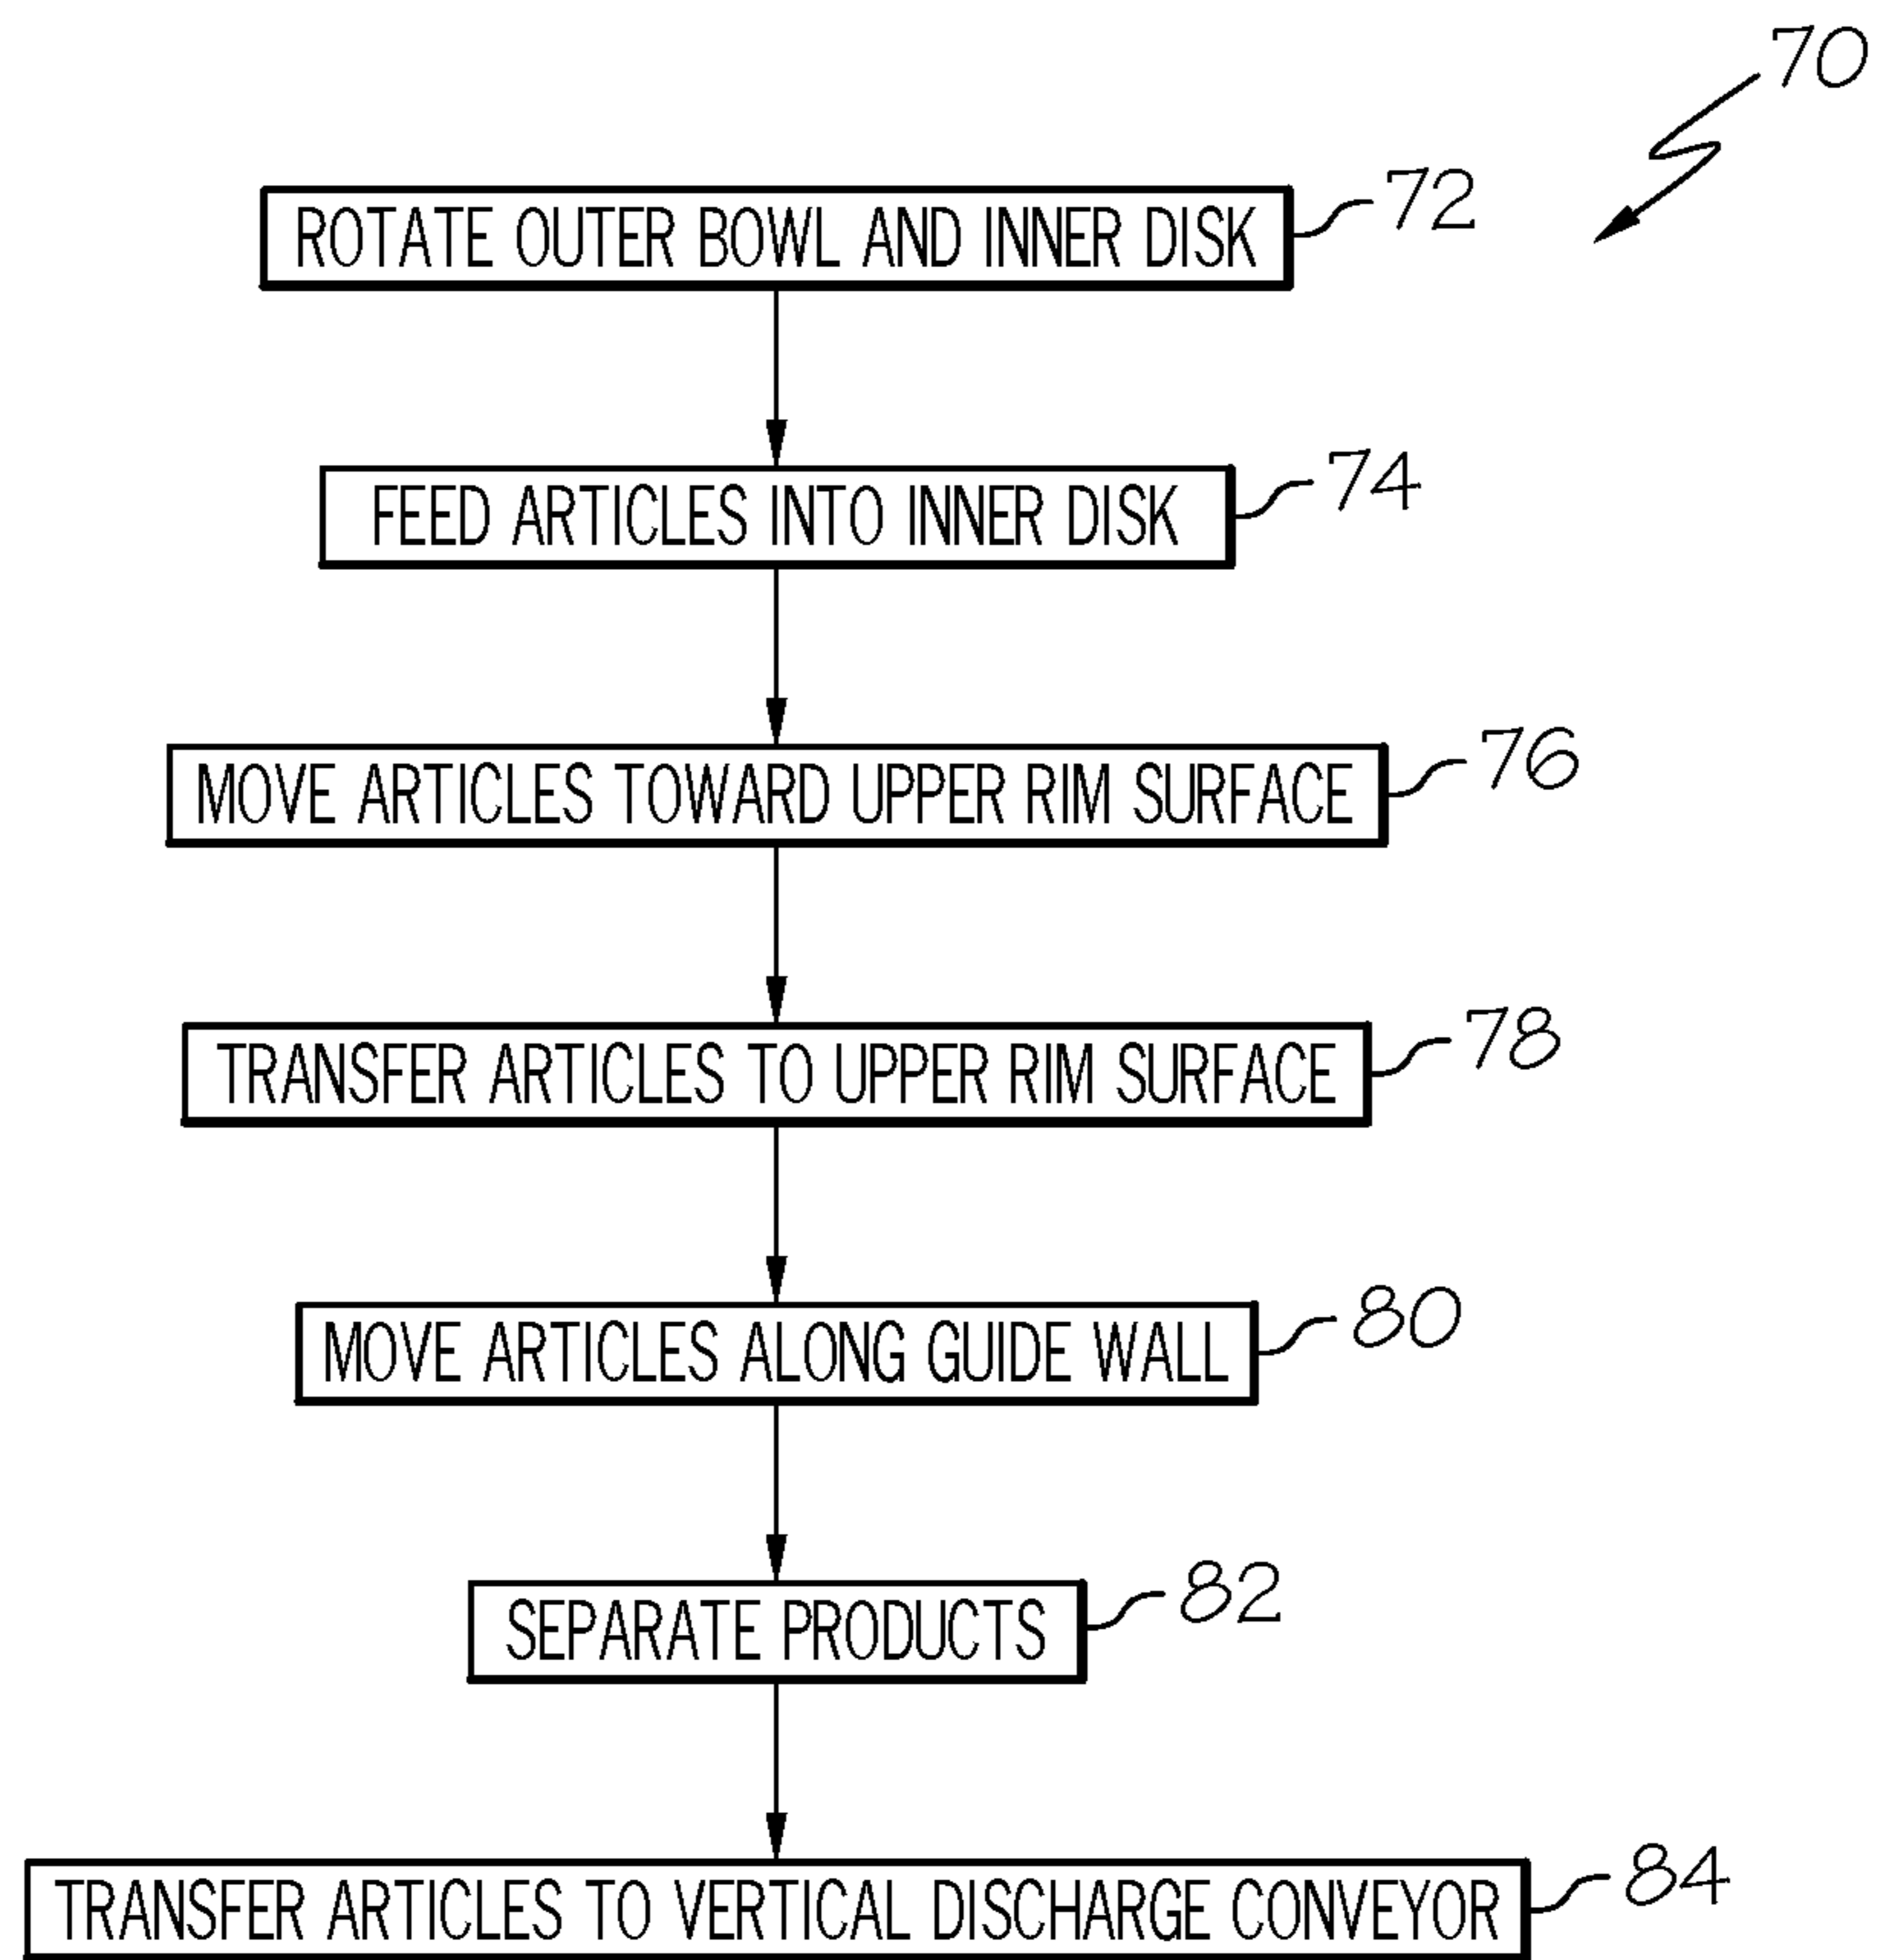 70
ROTATE OUTER BOWL AND INNER DISK 72
FEED ARTICLES INTO INNER DISK 74
MOVE ARTICLES TOWARD UPPER RIM SURFACE 76
TRANSFER ARTICLES TO UPPER RIM SURFACE 78
MOVE ARTICLES ALONG GUIDE WALL 80
SEPARATE PRODUCTS 82
TRANSFER ARTICLES TO VERTICAL DISCHARGE CONVEYOR 84